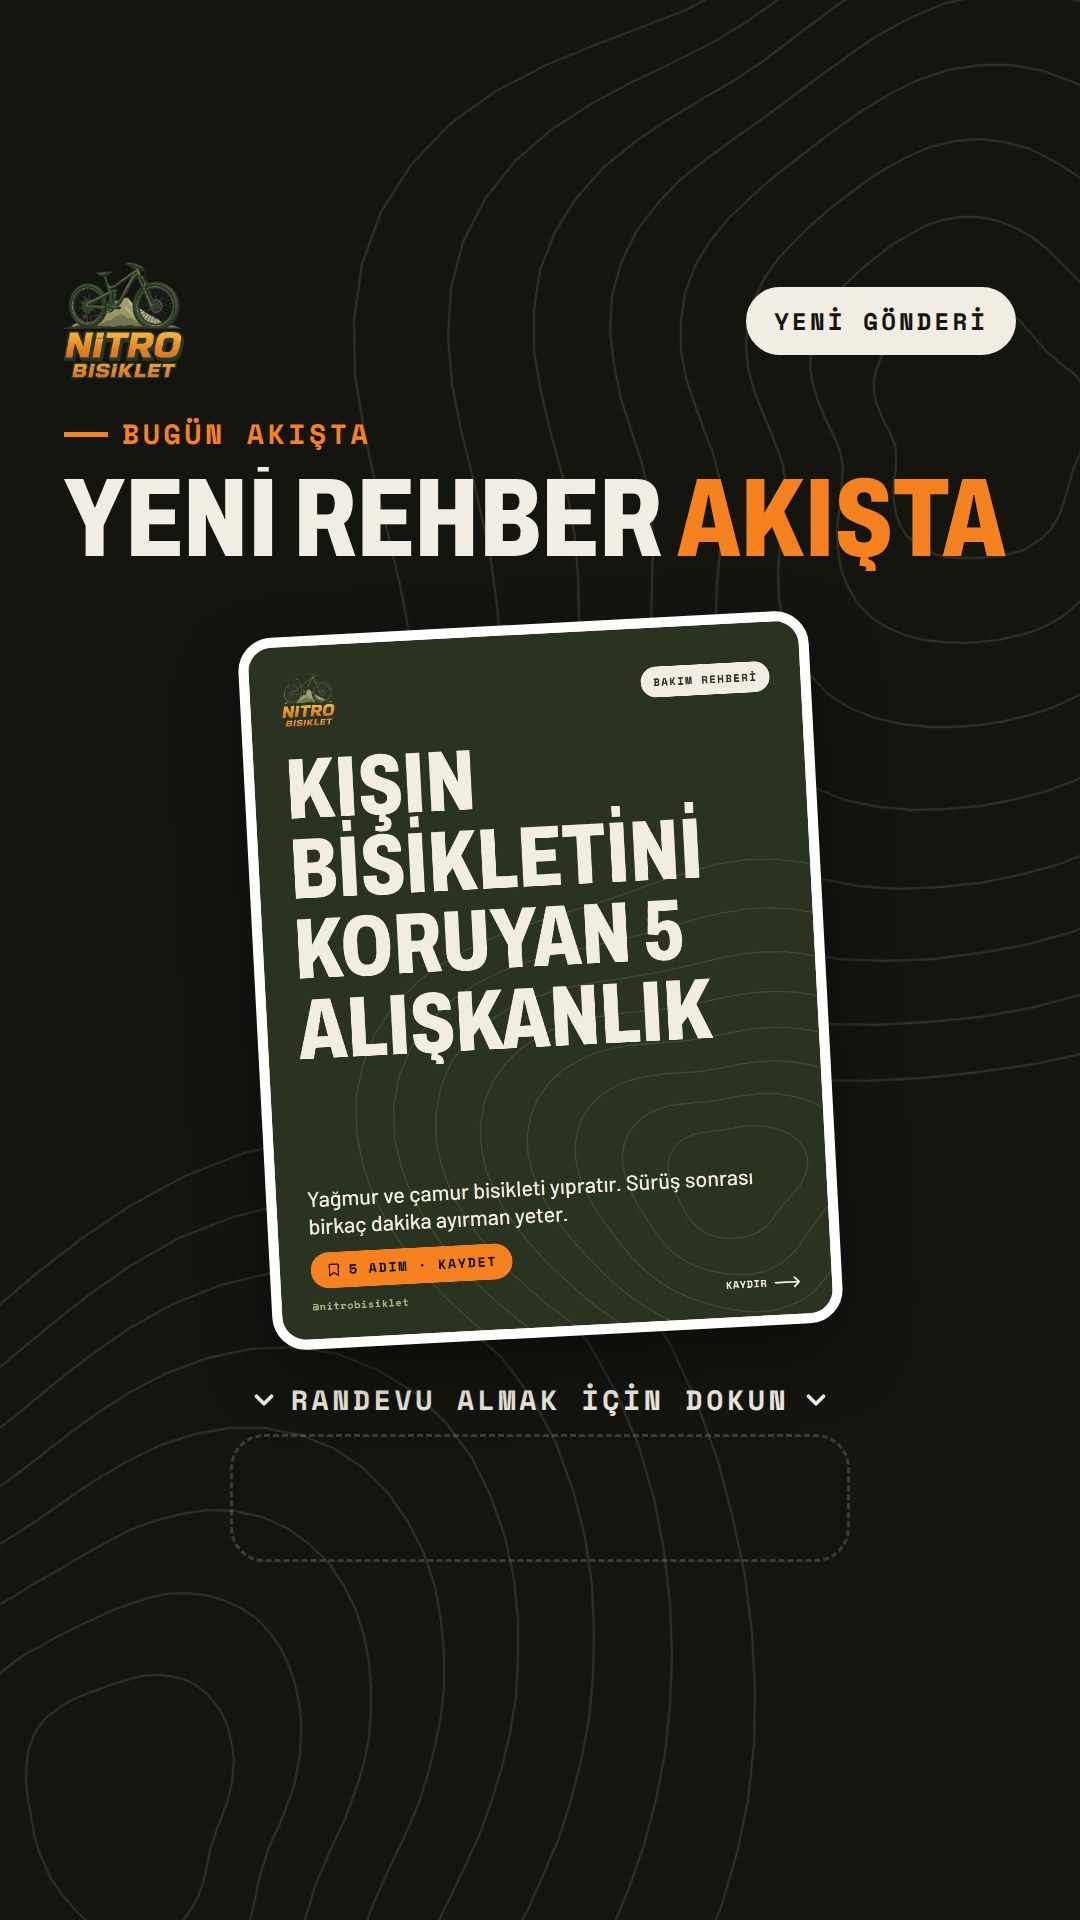 NiTRO
BiSiKLET
YENİ GÖNDERİ
BUGÜN AKIŞTA
YENİ REHBER AKIŞTA
NiTRO
BiSiKLET
BAKIM REHBERİ
KIŞIN
BİSİKLETİNİ
KORUYAN 5
ALIŞKANLIK
Yağmur ve çamur bisikleti yıpratır. Sürüş sonrası
birkaç dakika ayırman yeter.
5 ADIM · KAYDET
KAYDIR
@nitrobisiklet
RANDEVU ALMAK İÇİN DOKUN